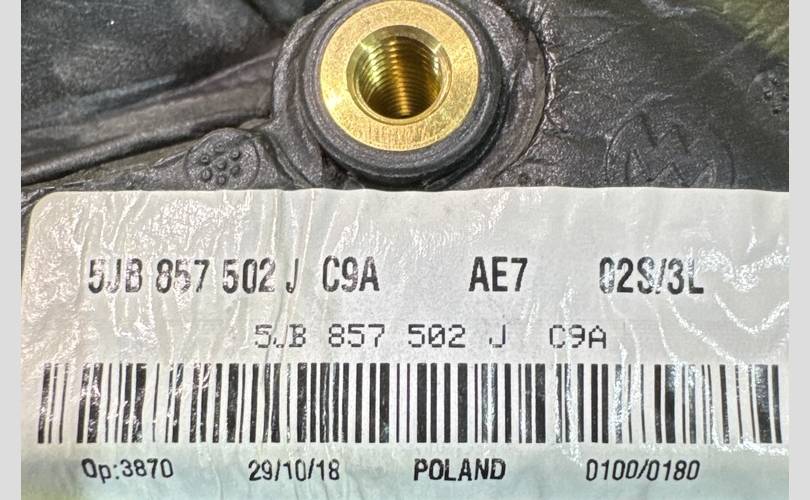 5JB 857 502 J C9A AE7 02S/3L
5JB 857 502 J C9A
Op:3870 29/10/18 POLAND 0100/0180